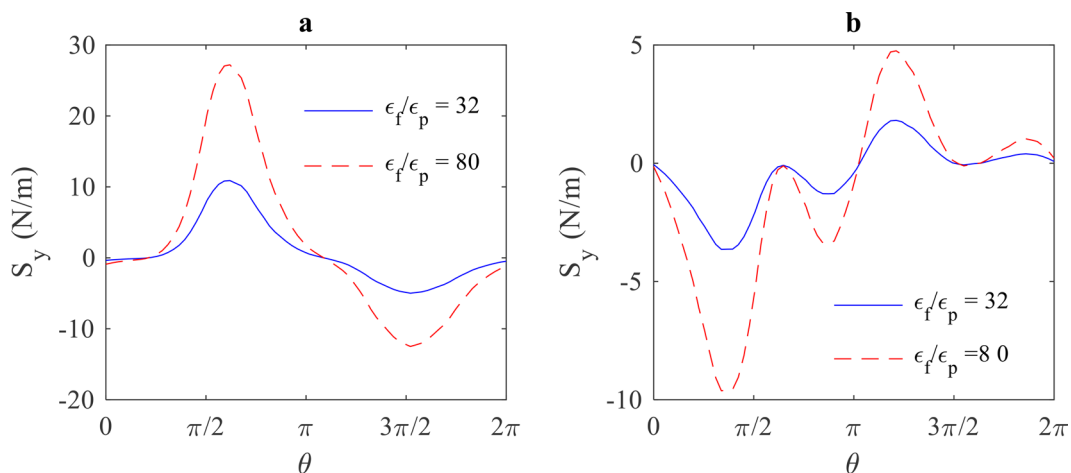 a
30
20
10
0
-10
-20
S_y (N/m)
ϵ_f/ϵ_p = 32
ϵ_f/ϵ_p = 80
0 π/2 π 3π/2 2π
θ
b
5
0
-5
-10
S_y (N/m)
ϵ_f/ϵ_p = 32
ϵ_f/ϵ_p =8 0
0 π/2 π 3π/2 2π
θ